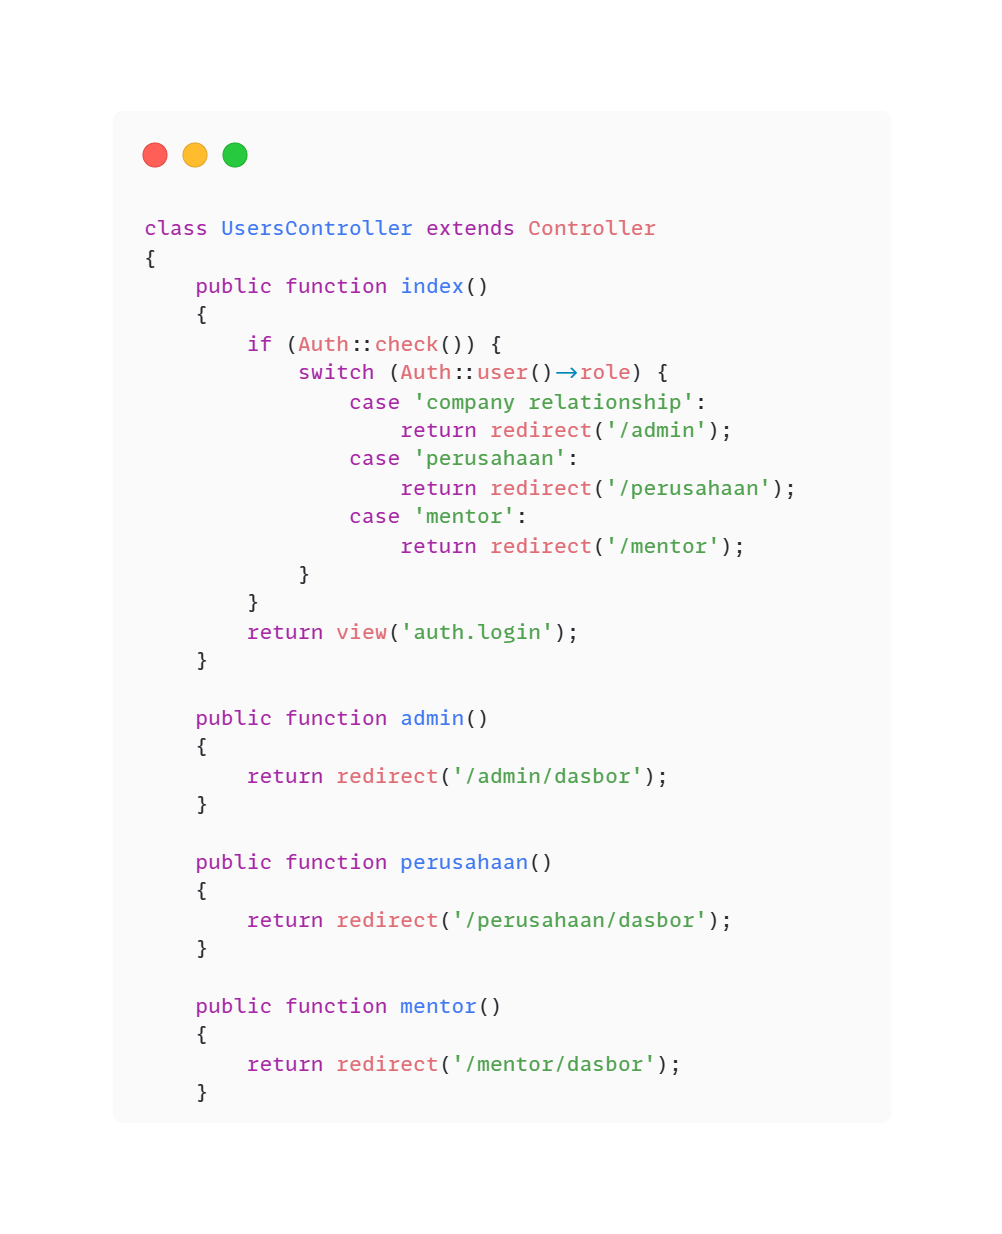 class UsersController extends Controller
{
    public function index()
    {
        if (Auth::check()) {
            switch (Auth::user()->role) {
                case 'company relationship':
                    return redirect('/admin');
                case 'perusahaan':
                    return redirect('/perusahaan');
                case 'mentor':
                    return redirect('/mentor');
            }
        }
        return view('auth.login');
    }

    public function admin()
    {
        return redirect('/admin/dasbor');
    }

    public function perusahaan()
    {
        return redirect('/perusahaan/dasbor');
    }

    public function mentor()
    {
        return redirect('/mentor/dasbor');
    }